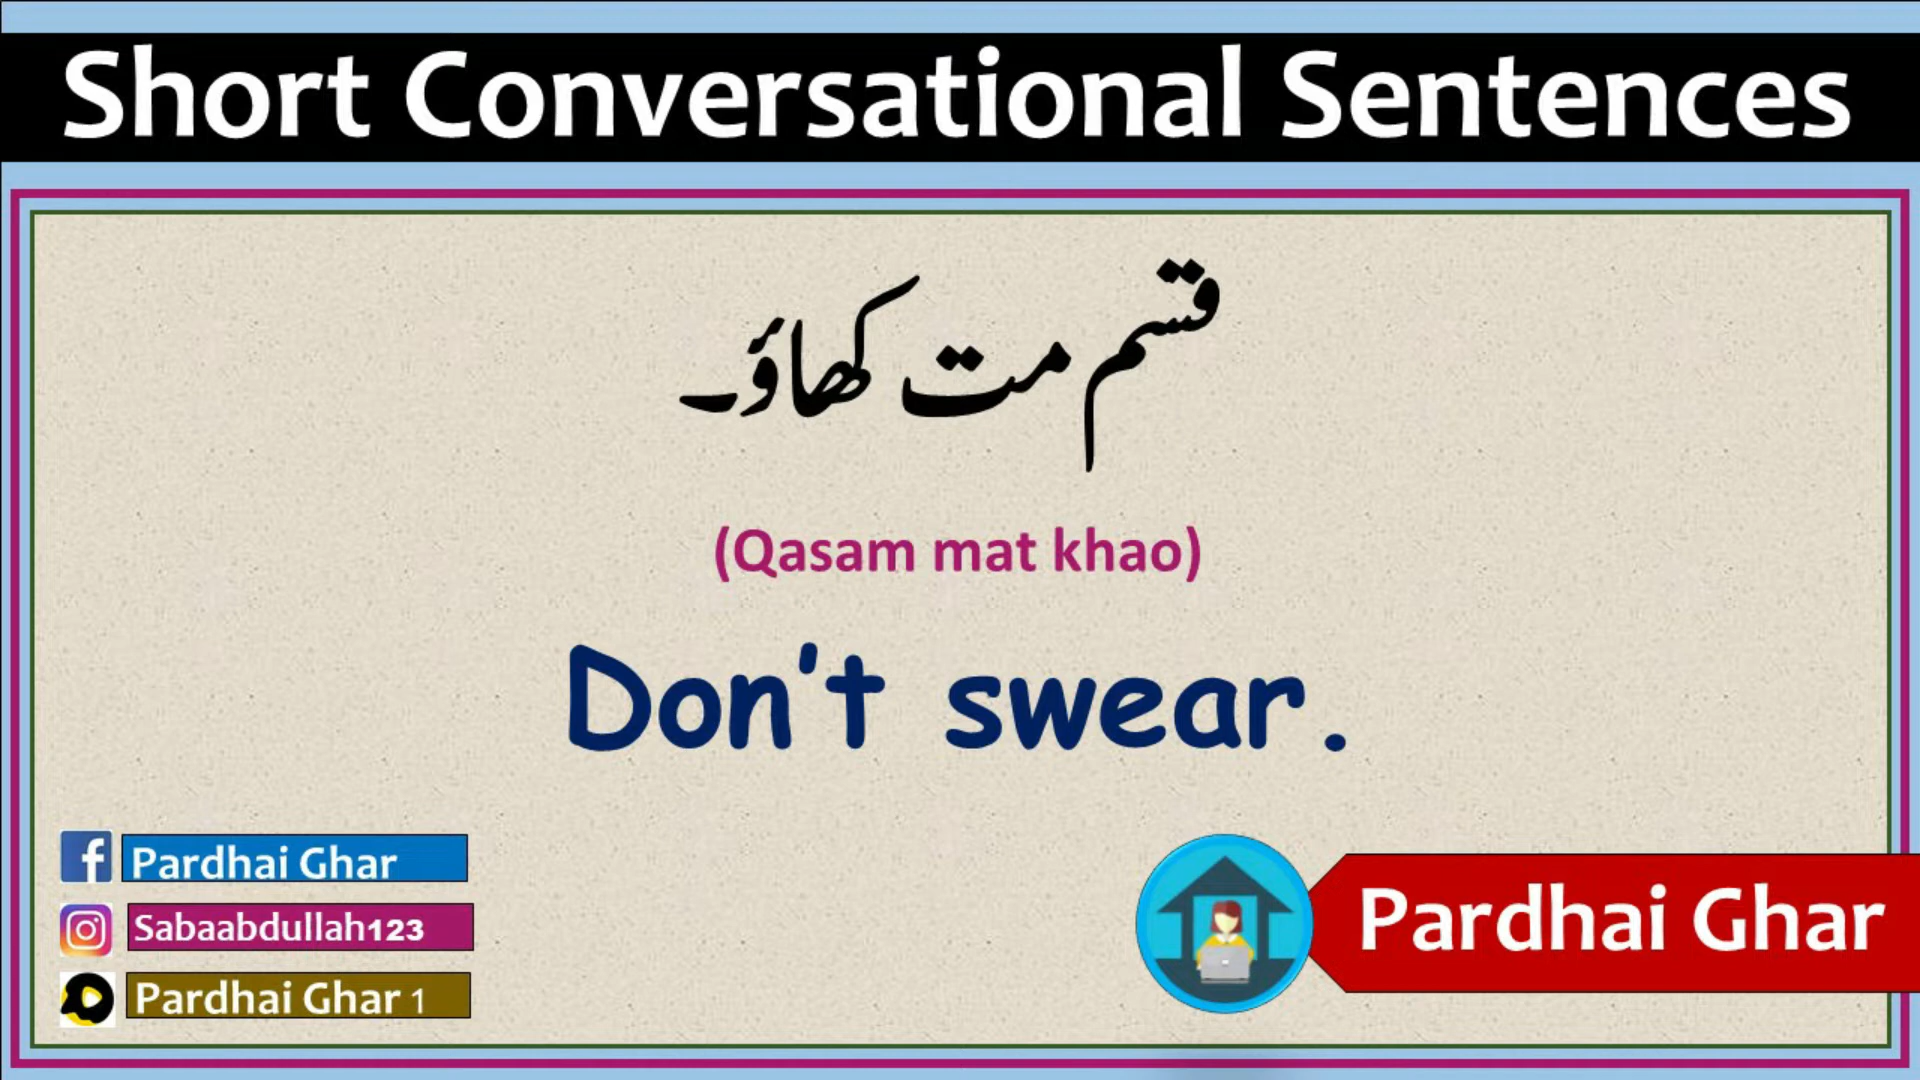 Short Conversational Sentences
قسم مت کھاؤ۔
(Qasam mat khao)
Don't swear.
Pardhai Ghar
Sabaabdullah123
Pardhai Ghar 1
Pardhai Ghar